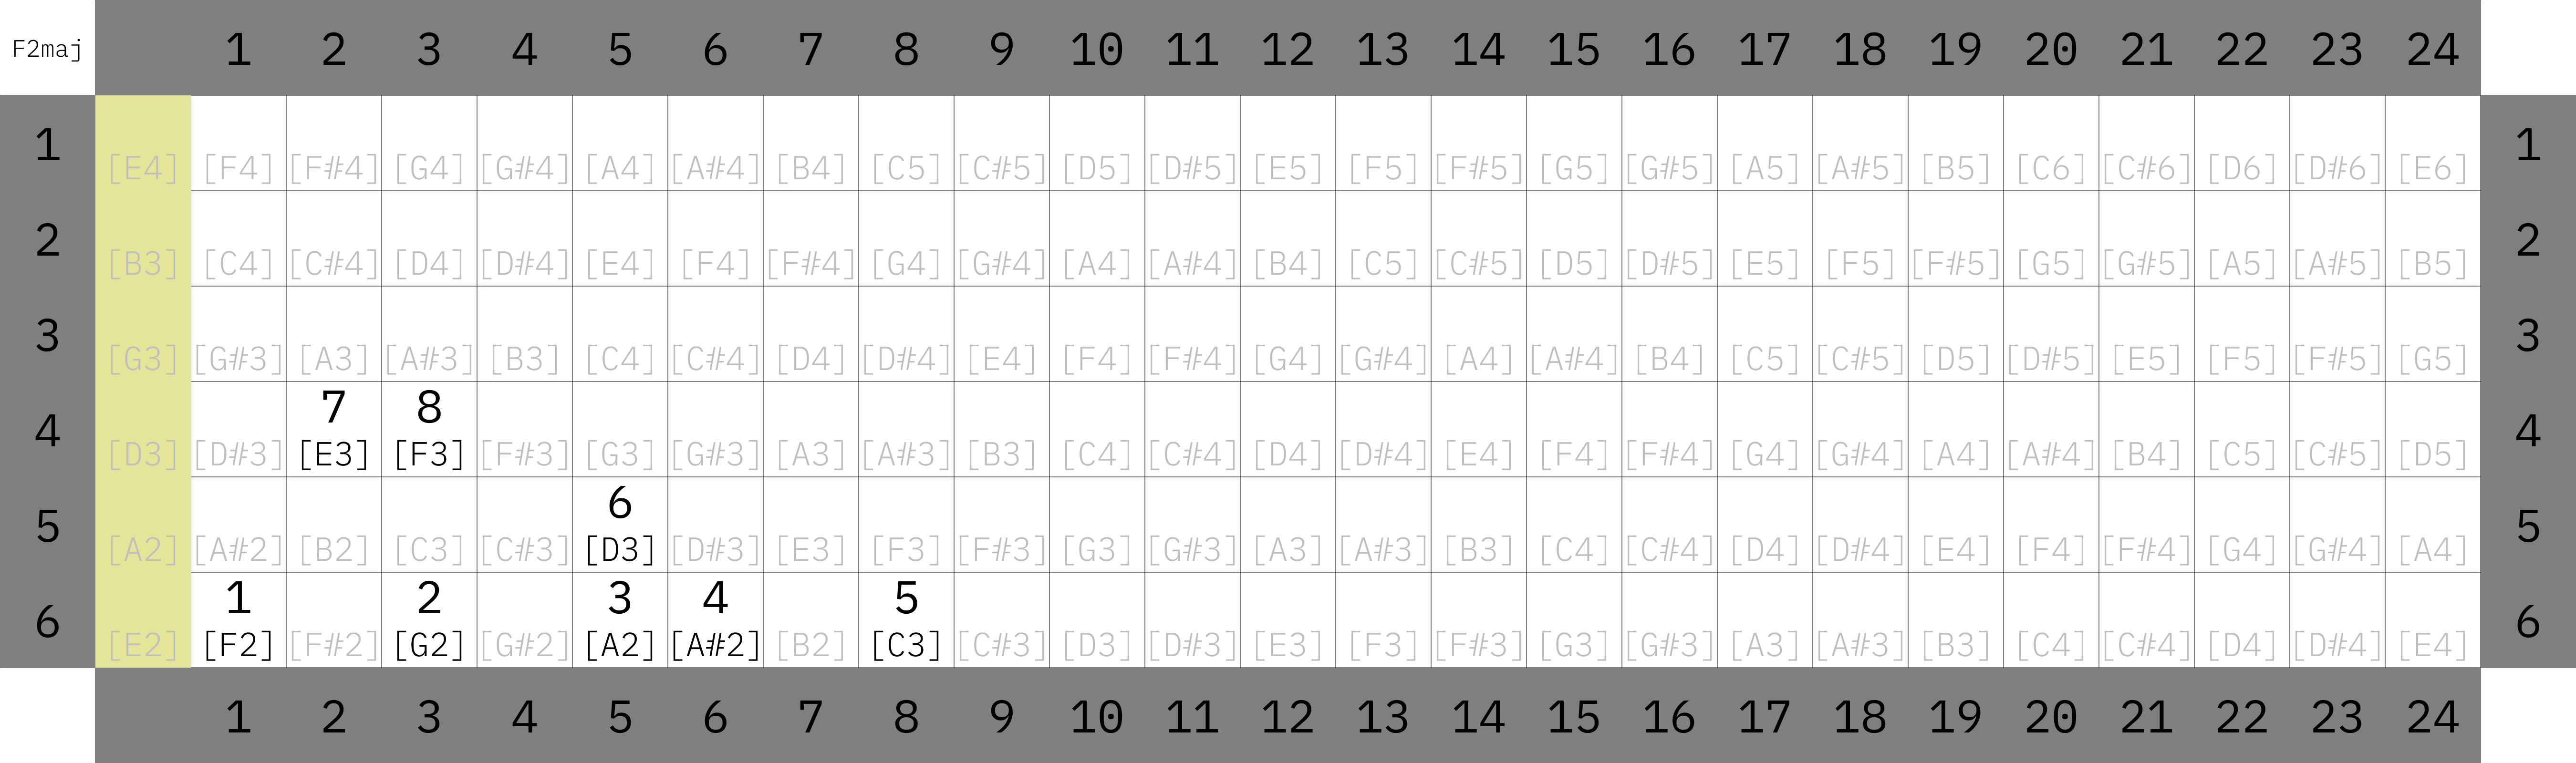 F2maj 1 2 3 4 5 6 7 8 9 10 11 12 13 14 15 16 17 18 19 20 21 22 23 24
1 [E4] [F4] [F#4] [G4] [G#4] [A4] [A#4] [B4] [C5] [C#5] [D5] [D#5] [E5] [F5] [F#5] [G5] [G#5] [A5] [A#5] [B5] [C6] [C#6] [D6] [D#6] [E6] 1
2 [B3] [C4] [C#4] [D4] [D#4] [E4] [F4] [F#4] [G4] [G#4] [A4] [A#4] [B4] [C5] [C#5] [D5] [D#5] [E5] [F5] [F#5] [G5] [G#5] [A5] [A#5] [B5] 2
3 [G3] [G#3] [A3] [A#3] [B3] [C4] [C#4] [D4] [D#4] [E4] [F4] [F#4] [G4] [G#4] [A4] [A#4] [B4] [C5] [C#5] [D5] [D#5] [E5] [F5] [F#5] [G5] 3
7 8
4 [D3] [D#3] [E3] [F3] [F#3] [G3] [G#3] [A3] [A#3] [B3] [C4] [C#4] [D4] [D#4] [E4] [F4] [F#4] [G4] [G#4] [A4] [A#4] [B4] [C5] [C#5] [D5] 4
6
5 [A2] [A#2] [B2] [C3] [C#3] [D3] [D#3] [E3] [F3] [F#3] [G3] [G#3] [A3] [A#3] [B3] [C4] [C#4] [D4] [D#4] [E4] [F4] [F#4] [G4] [G#4] [A4] 5
1 2 3 4 5
6 [E2] [F2] [F#2] [G2] [G#2] [A2] [A#2] [B2] [C3] [C#3] [D3] [D#3] [E3] [F3] [F#3] [G3] [G#3] [A3] [A#3] [B3] [C4] [C#4] [D4] [D#4] [E4] 6
1 2 3 4 5 6 7 8 9 10 11 12 13 14 15 16 17 18 19 20 21 22 23 24